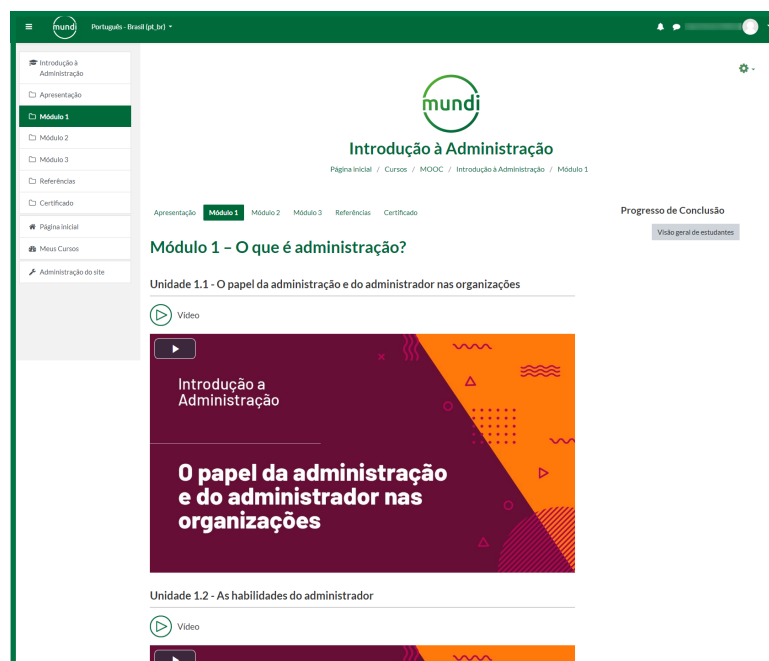 mundi
Português - Brasil (pt_br)
Introdução à
Administração
Apresentação
Módulo 1
Módulo 2
Módulo 3
Referências
Certificado
Página inicial
Meus Cursos
Administração do site
mundi
Introdução à Administração
Página inicial / Cursos / MOOC / Introdução à Administração / Módulo 1
Apresentação Módulo 1 Módulo 2 Módulo 3 Referências Certificado
Progresso de Conclusão
Visão geral de estudantes
Módulo 1 – O que é administração?
Unidade 1.1 - O papel da administração e do administrador nas organizações
Vídeo
Introdução a
Administração
O papel da administração
e do administrador nas
organizações
Unidade 1.2 - As habilidades do administrador
Vídeo